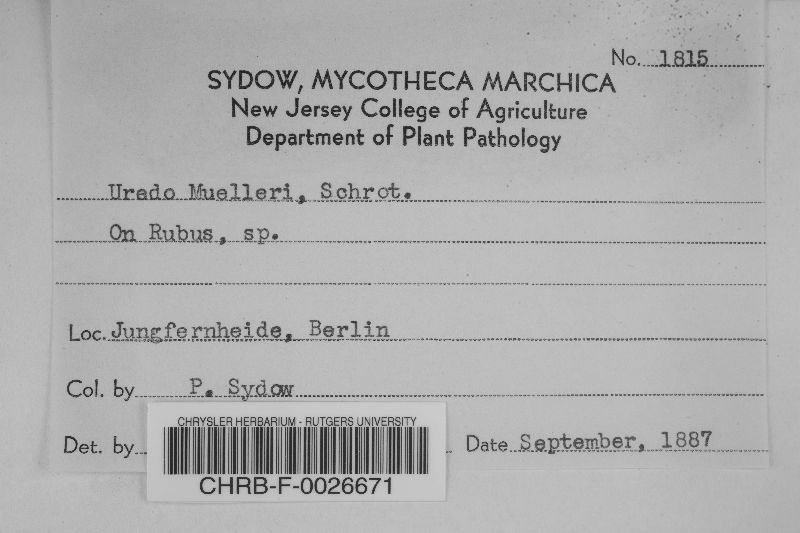 No. 1815
SYDOW, MYCOTHECA MARCHICA
New Jersey College of Agriculture
Department of Plant Pathology
Uredo Muelleri, Schrot.
On Rubus, sp.
Loc. Jungfernheide, Berlin
Col. by P. Sydow
Det. by
Date September, 1887
CHRYSLER HERBARIUM - RUTGERS UNIVERSITY
CHRB-F-0026671